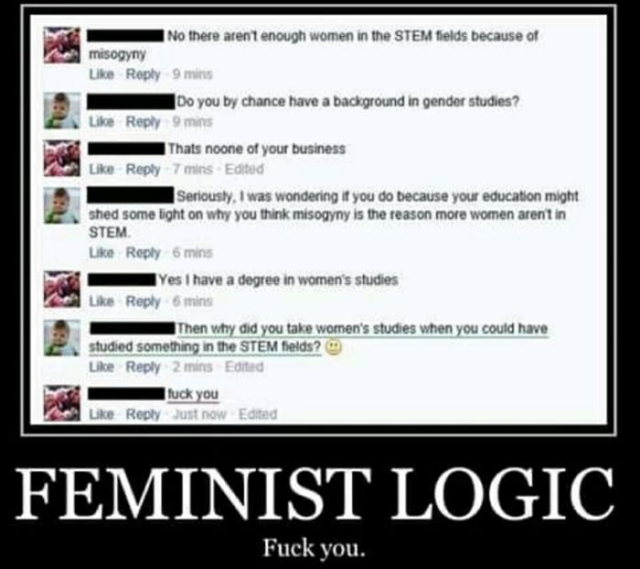 No there aren't enough women in the STEM fields because of
misogyny
Like · Reply · 9 mins
Do you by chance have a background in gender studies?
Like · Reply · 9 mins
Thats noone of your business
Like · Reply · 7 mins · Edited
Seriously, I was wondering if you do because your education might
shed some light on why you think misogyny is the reason more women aren't in
STEM.
Like · Reply · 6 mins
Yes I have a degree in women's studies
Like · Reply · 6 mins
Then why did you take women's studies when you could have
studied something in the STEM fields?
Like · Reply · 2 mins · Edited
fuck you
Like · Reply · Just now · Edited
FEMINIST LOGIC
Fuck you.